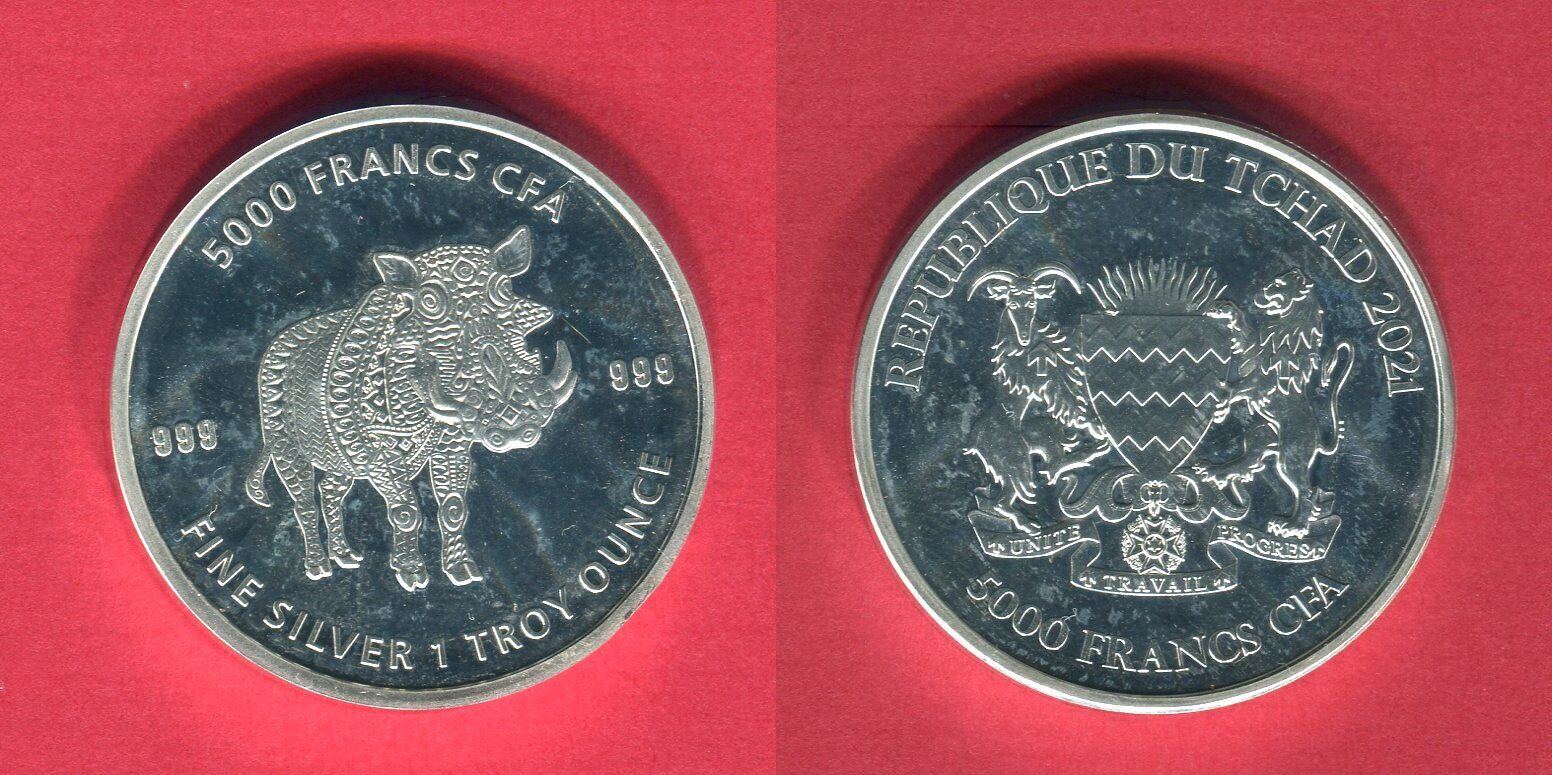 5000 FRANCS CFA
999
999
FINE SILVER 1 TROY OUNCE
REPUBLIQUE DU TCHAD 2021
UNITE
TRAVAIL
PROGRES
5000 FRANCS CFA